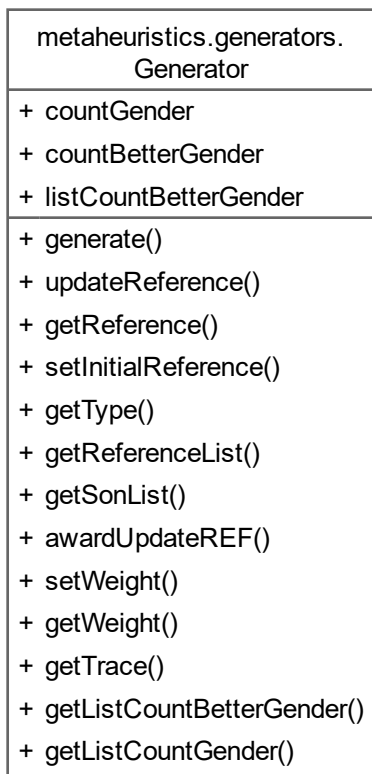 metaheuristics.generators.
Generator
+ countGender
+ countBetterGender
+ listCountBetterGender
+ generate()
+ updateReference()
+ getReference()
+ setInitialReference()
+ getType()
+ getReferenceList()
+ getSonList()
+ awardUpdateREF()
+ setWeight()
+ getWeight()
+ getTrace()
+ getListCountBetterGender()
+ getListCountGender()